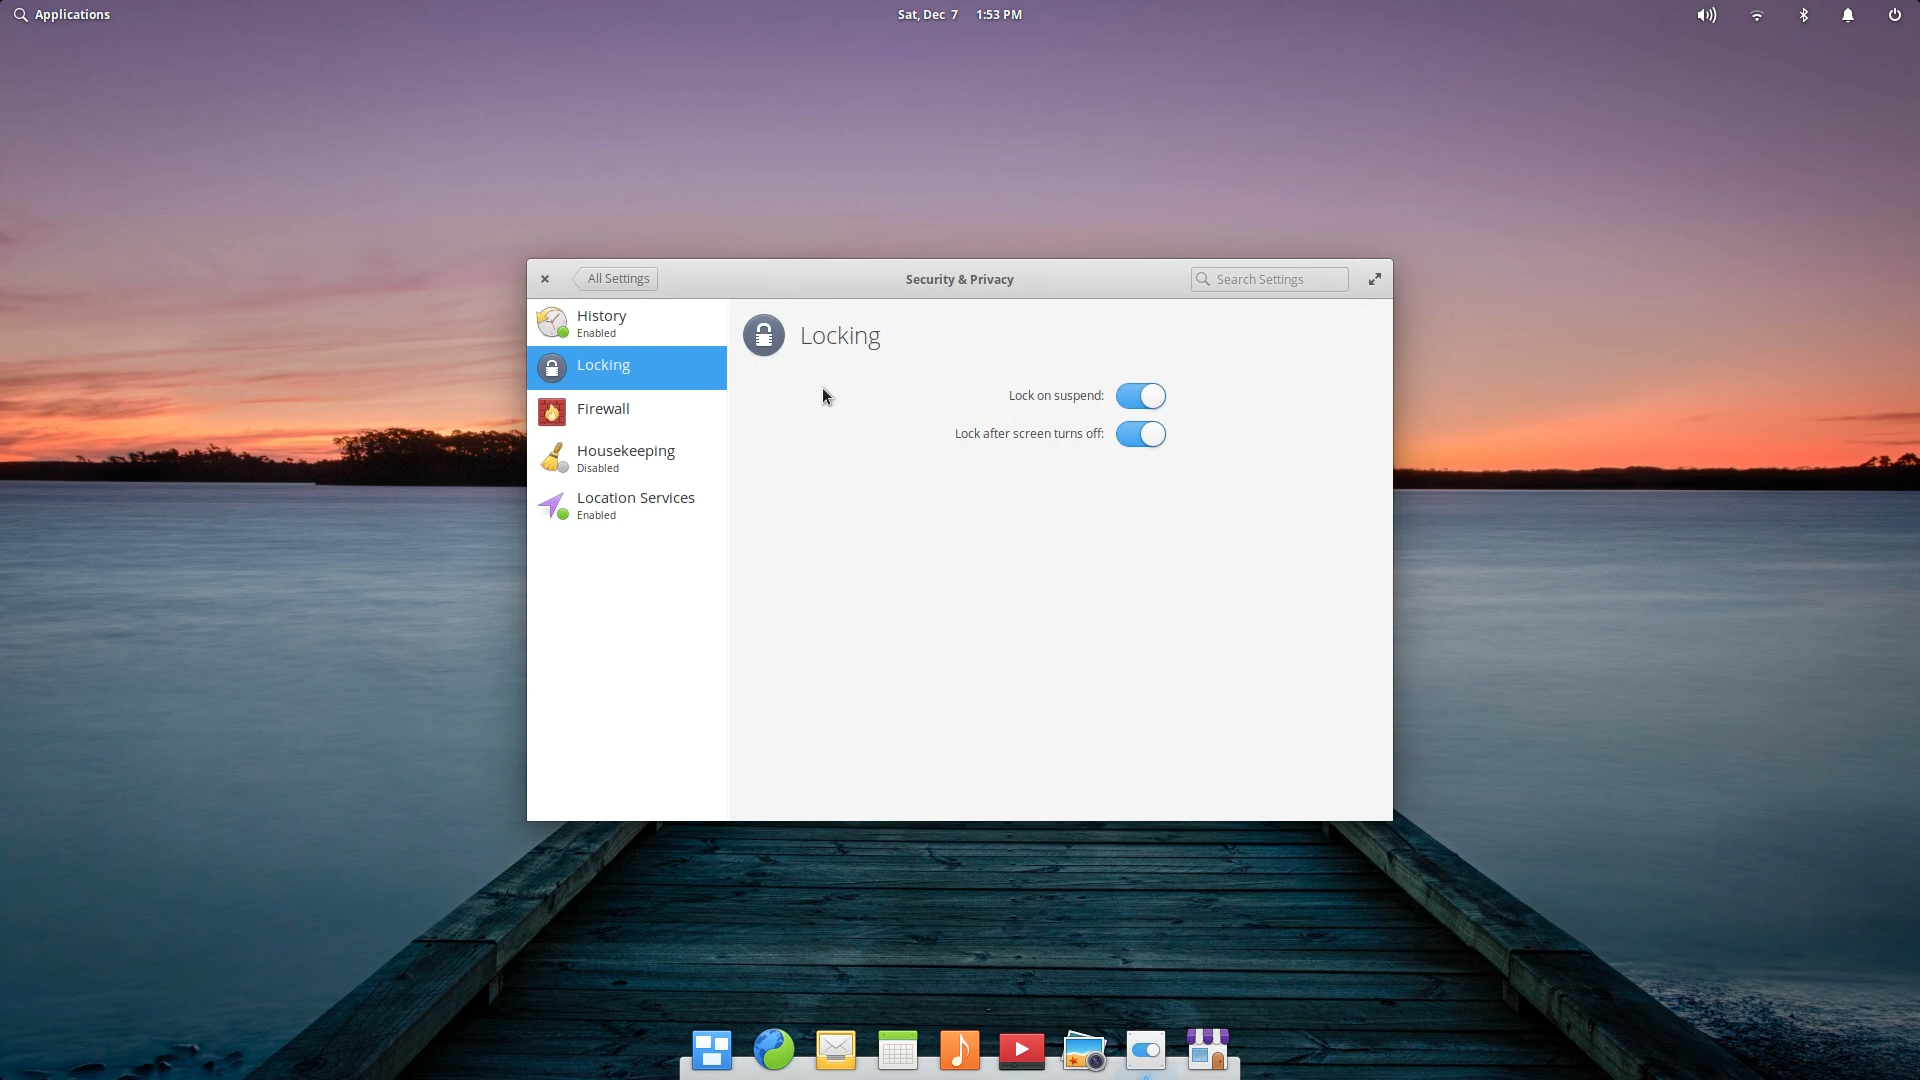 Applications
Sat, Dec 7 1:53 PM
All Settings
Security & Privacy
Search Settings
History
Enabled
Locking
Firewall
Housekeeping
Disabled
Location Services
Enabled
Locking
Lock on suspend:
Lock after screen turns off: